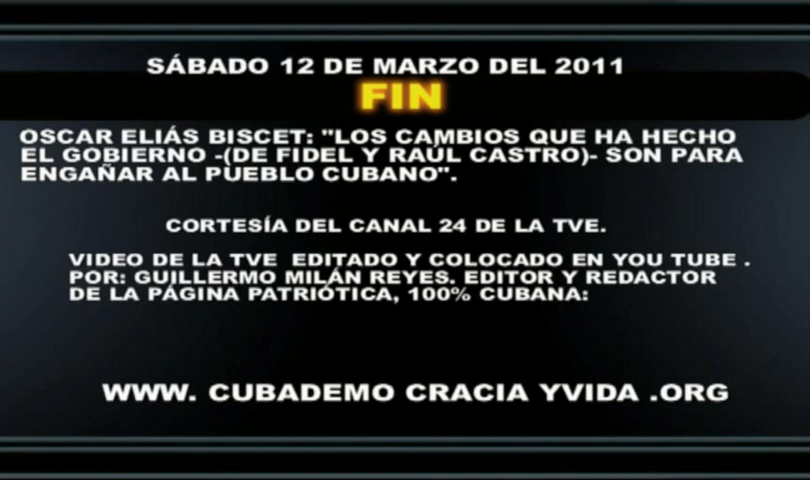 SÁBADO 12 DE MARZO DEL 2011
FIN
OSCAR ELIÁS BISCET: "LOS CAMBIOS QUE HA HECHO
EL GOBIERNO -(DE FIDEL Y RAÚL CASTRO)- SON PARA
ENGAÑAR AL PUEBLO CUBANO".
CORTESÍA DEL CANAL 24 DE LA TVE.
VIDEO DE LA TVE EDITADO Y COLOCADO EN YOU TUBE .
POR: GUILLERMO MILÁN REYES. EDITOR Y REDACTOR
DE LA PÁGINA PATRIÓTICA, 100% CUBANA:
WWW. CUBADEMO CRACIA YVIDA .ORG